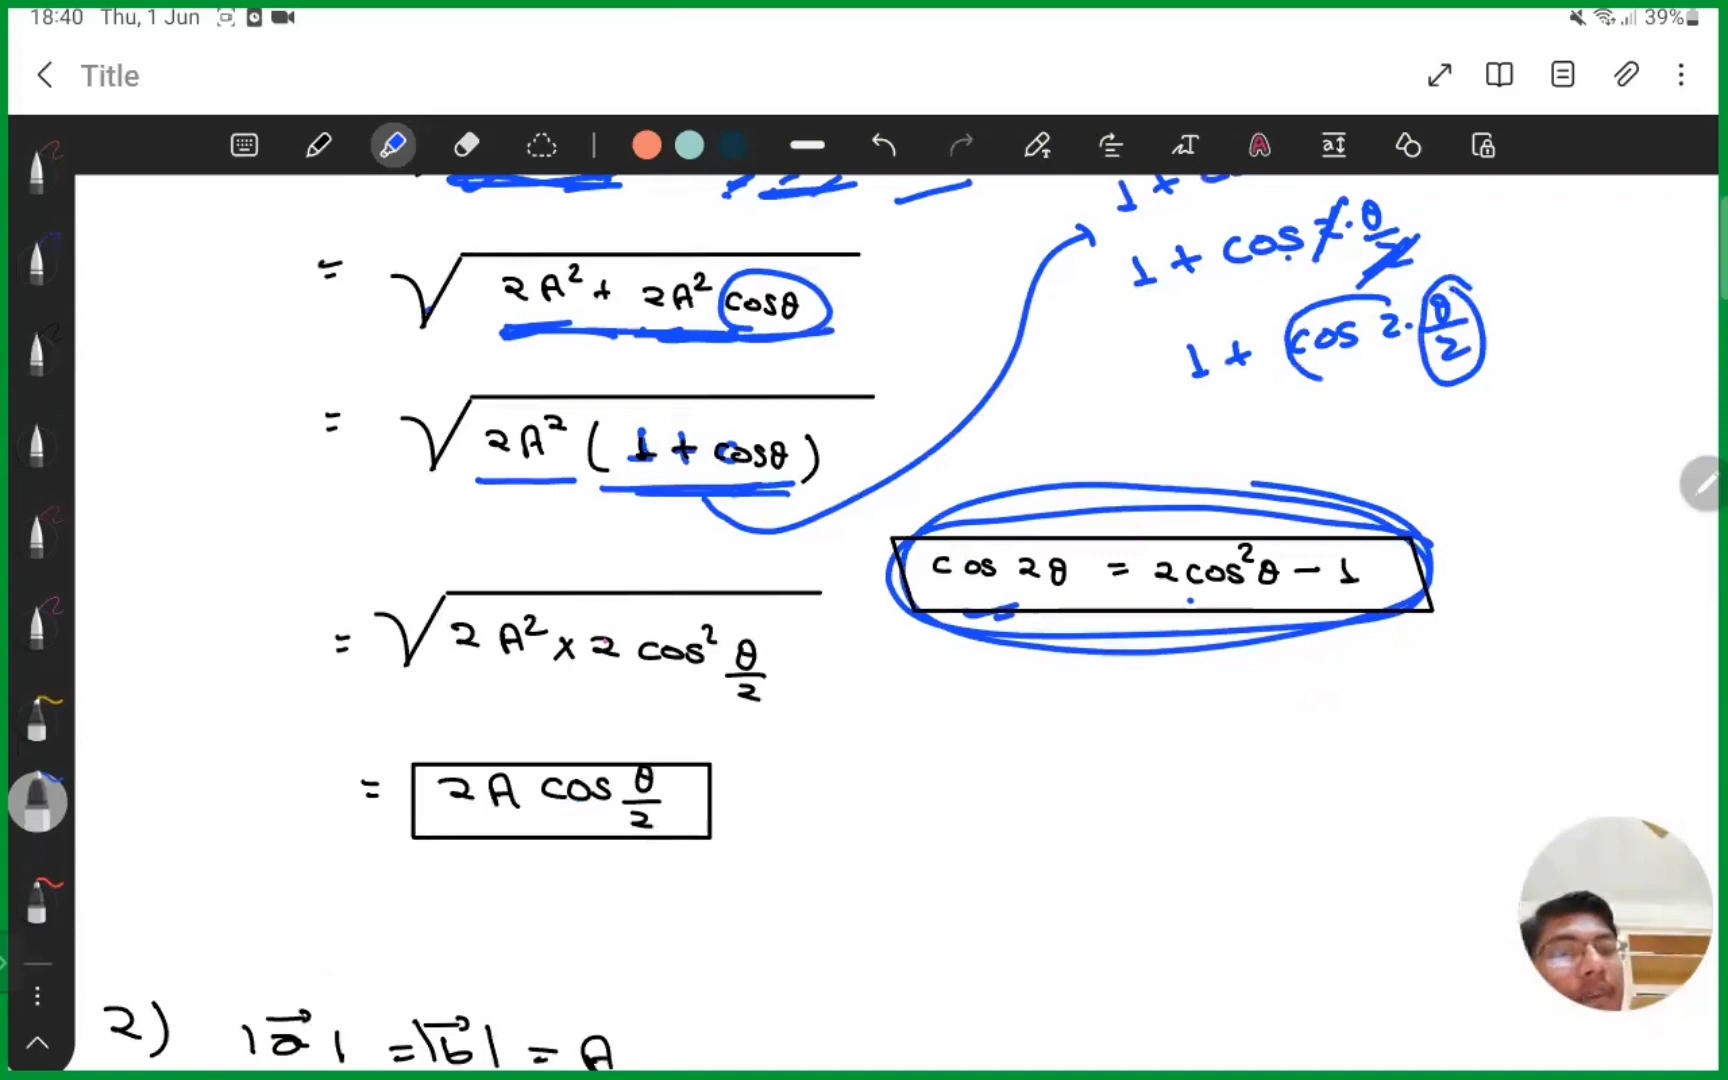 18:40 Thu, 1 Jun 39%
Title
1 +
1 + cos 2·θ/2
= √(2A² + 2A² cosθ)
1 + cos 2·θ/2
= √(2A² (1 + cosθ))
cos 2θ = 2cos²θ − 1
= √(2A² × 2 cos² θ/2)
= 2A cos θ/2
2) |a⃗| = |b⃗| = A